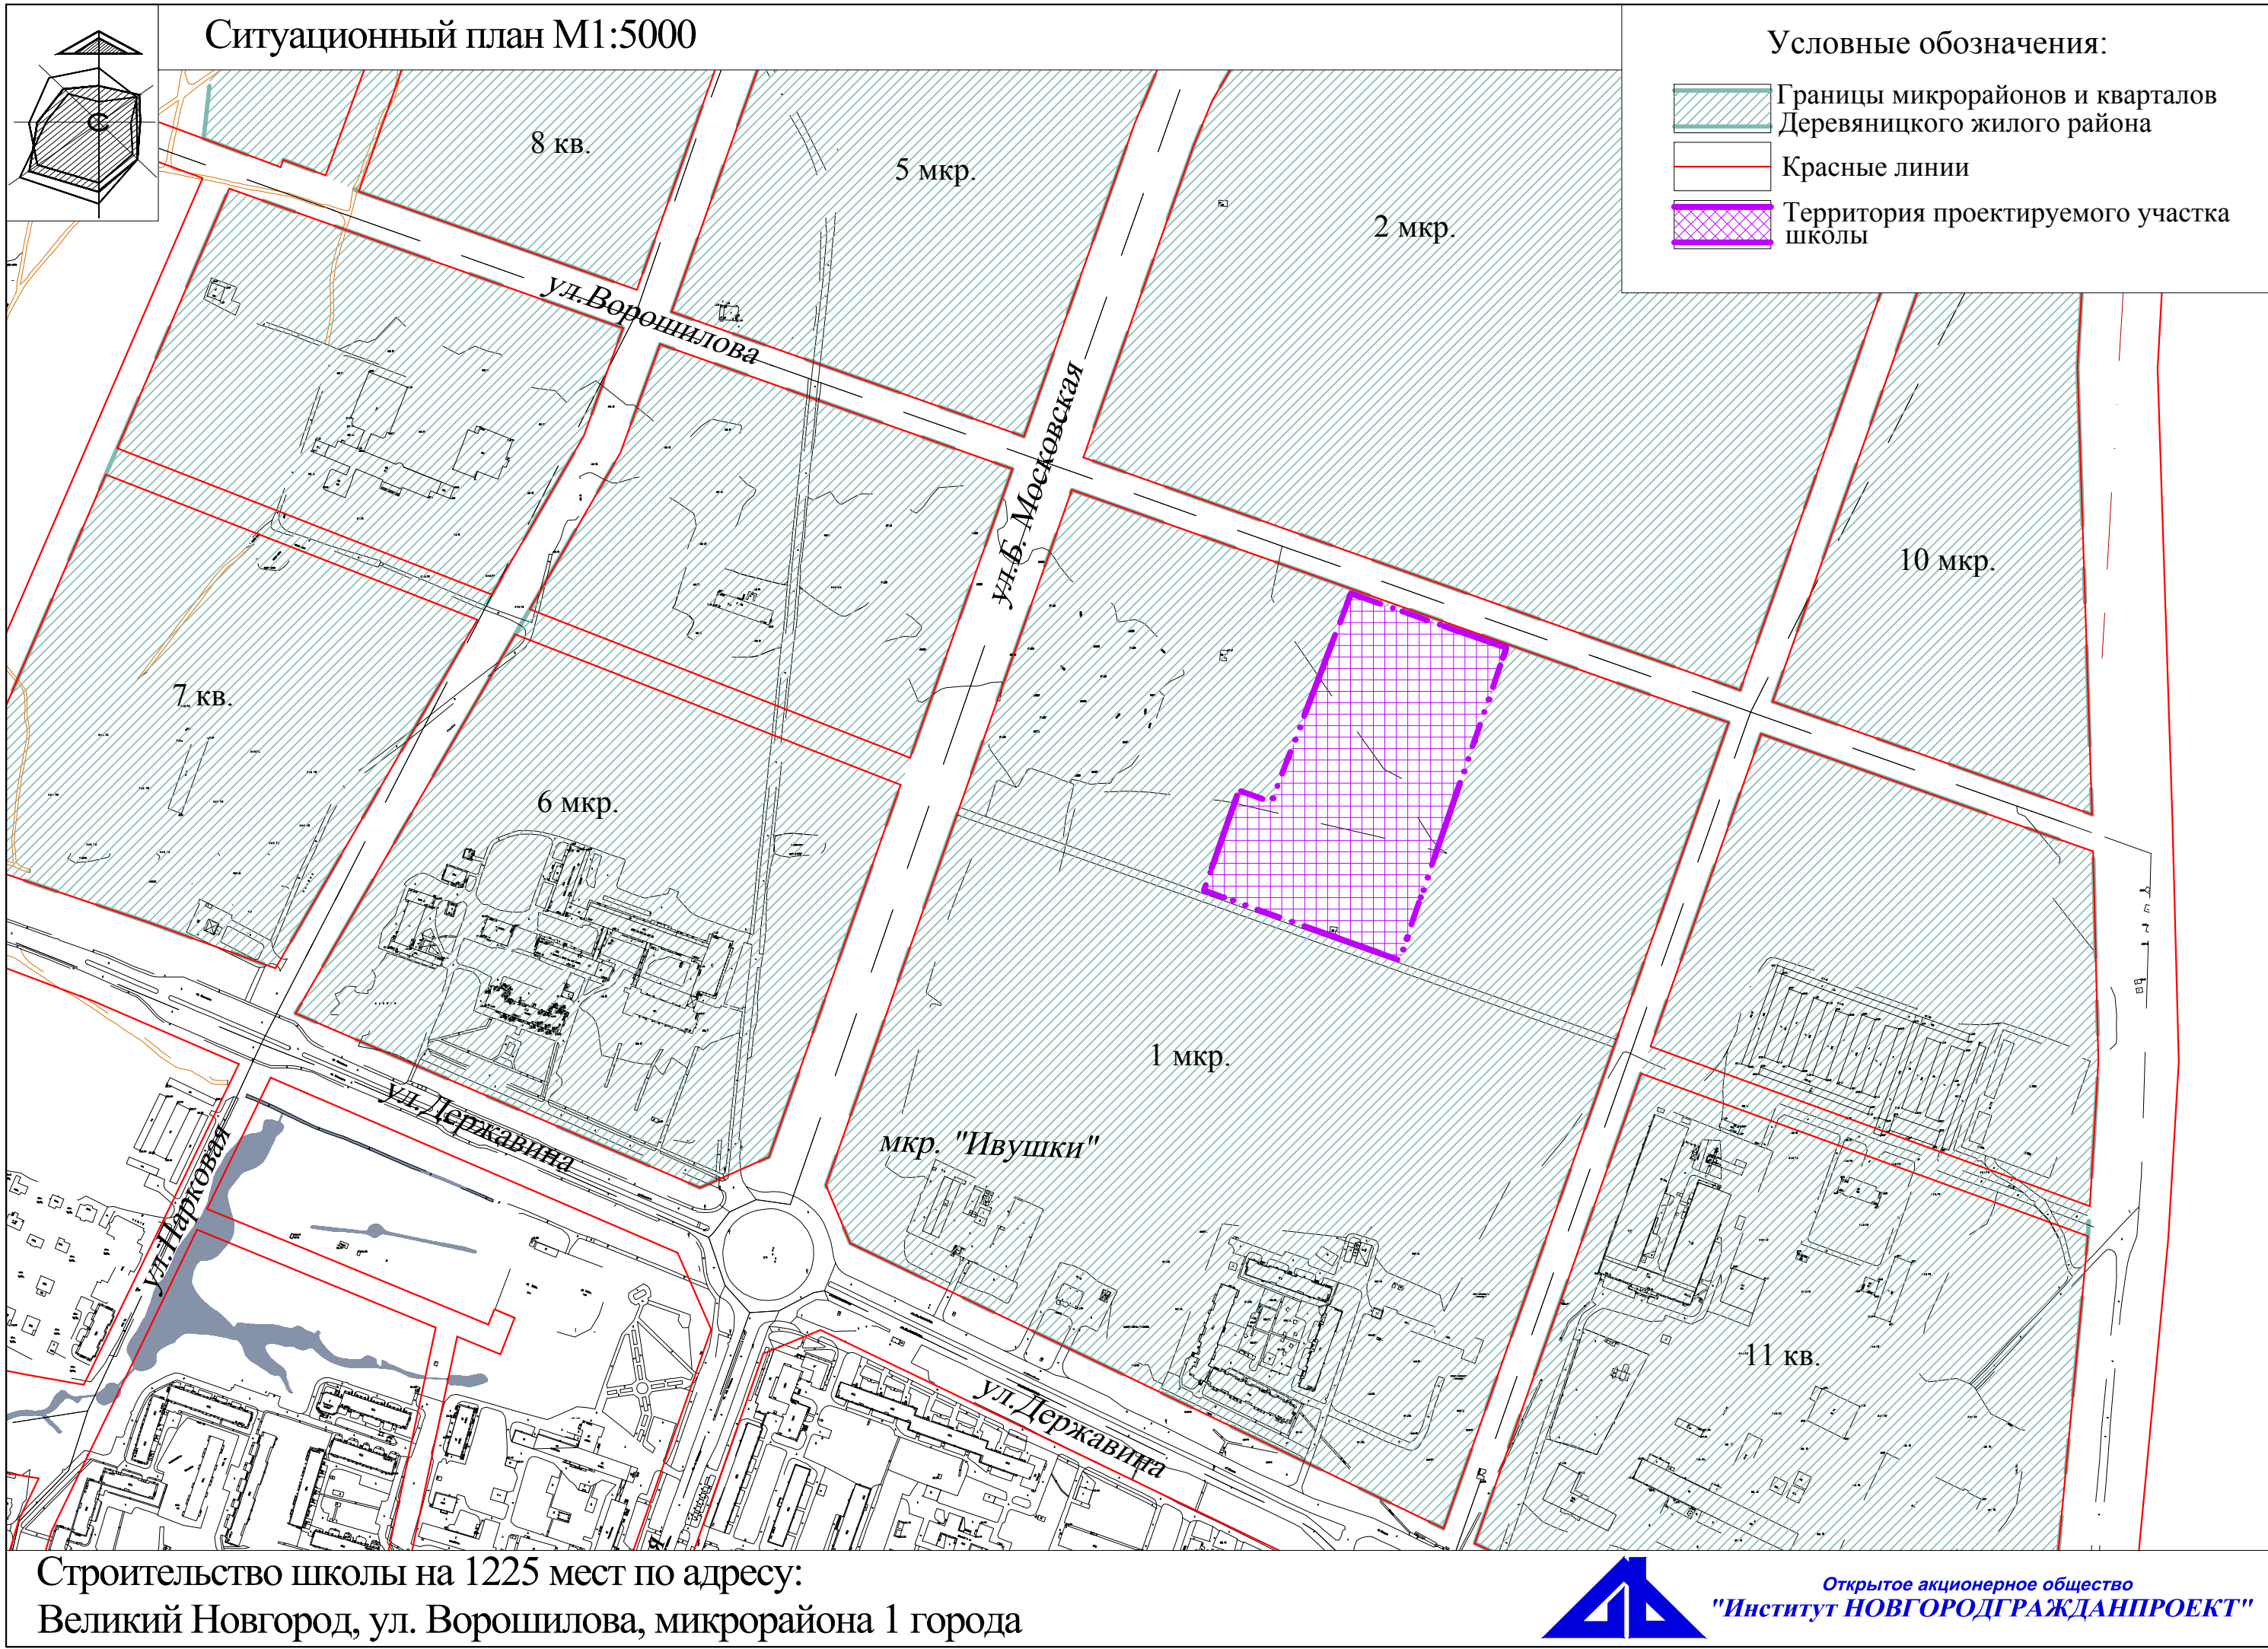 Ситуационный план М1:5000
Условные обозначения:
Границы микрорайонов и кварталов
Деревяницкого жилого района
Красные линии
Территория проектируемого участка
школы
С
8 кв.
5 мкр.
2 мкр.
ул.Ворошилова
ул.Б. Московская
10 мкр.
7 кв.
6 мкр.
1 мкр.
мкр. "Ивушки"
ул.Державина
ул.Парковая
11 кв.
ул.Державина
Строительство школы на 1225 мест по адресу:
Великий Новгород, ул. Ворошилова, микрорайона 1 города
Открытое акционерное общество
"Институт НОВГОРОДГРАЖДАНПРОЕКТ"